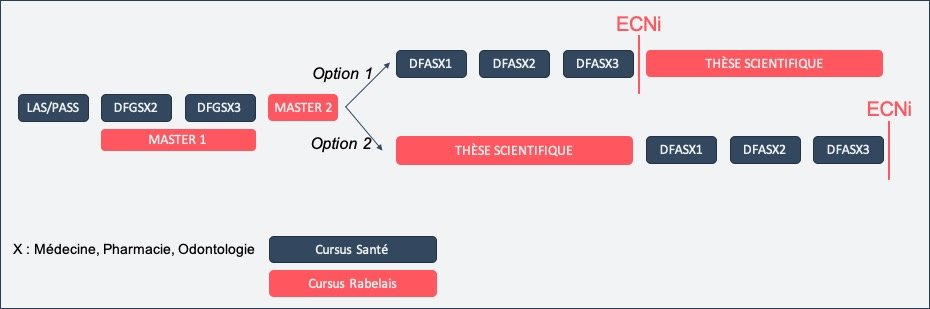 ECNi
DFASX1 DFASX2 DFASX3 THÈSE SCIENTIFIQUE
Option 1
LAS/PASS DFGSX2 DFGSX3 MASTER 2
ECNi
MASTER 1
Option 2
THÈSE SCIENTIFIQUE DFASX1 DFASX2 DFASX3
X : Médecine, Pharmacie, Odontologie
Cursus Santé
Cursus Rabelais